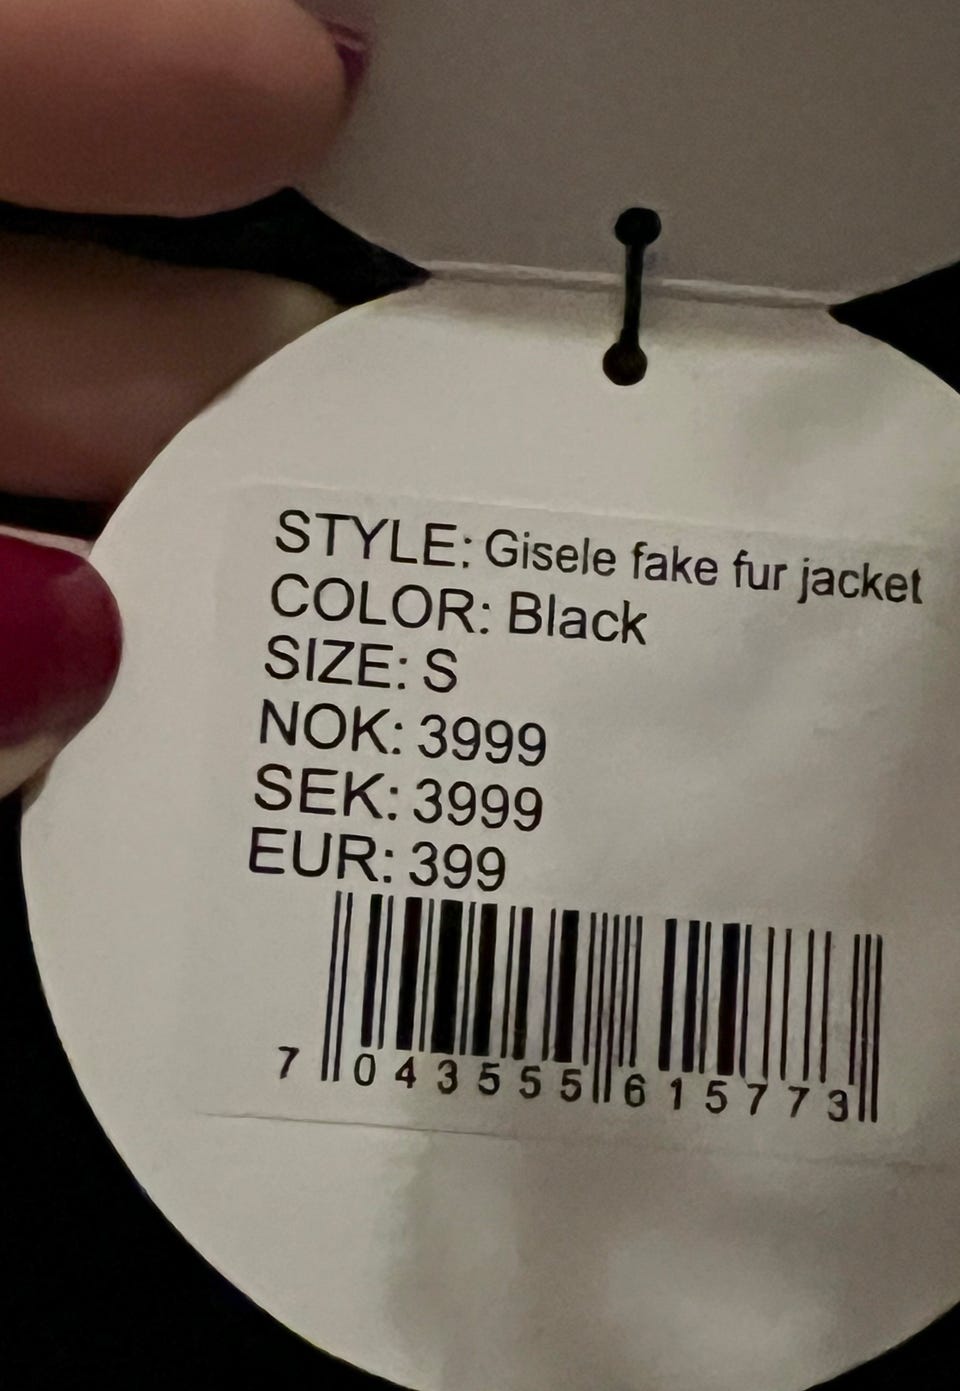 STYLE: Gisele fake fur jacket
COLOR: Black
SIZE: S
NOK: 3999
SEK: 3999
EUR: 399
7 043555 615773